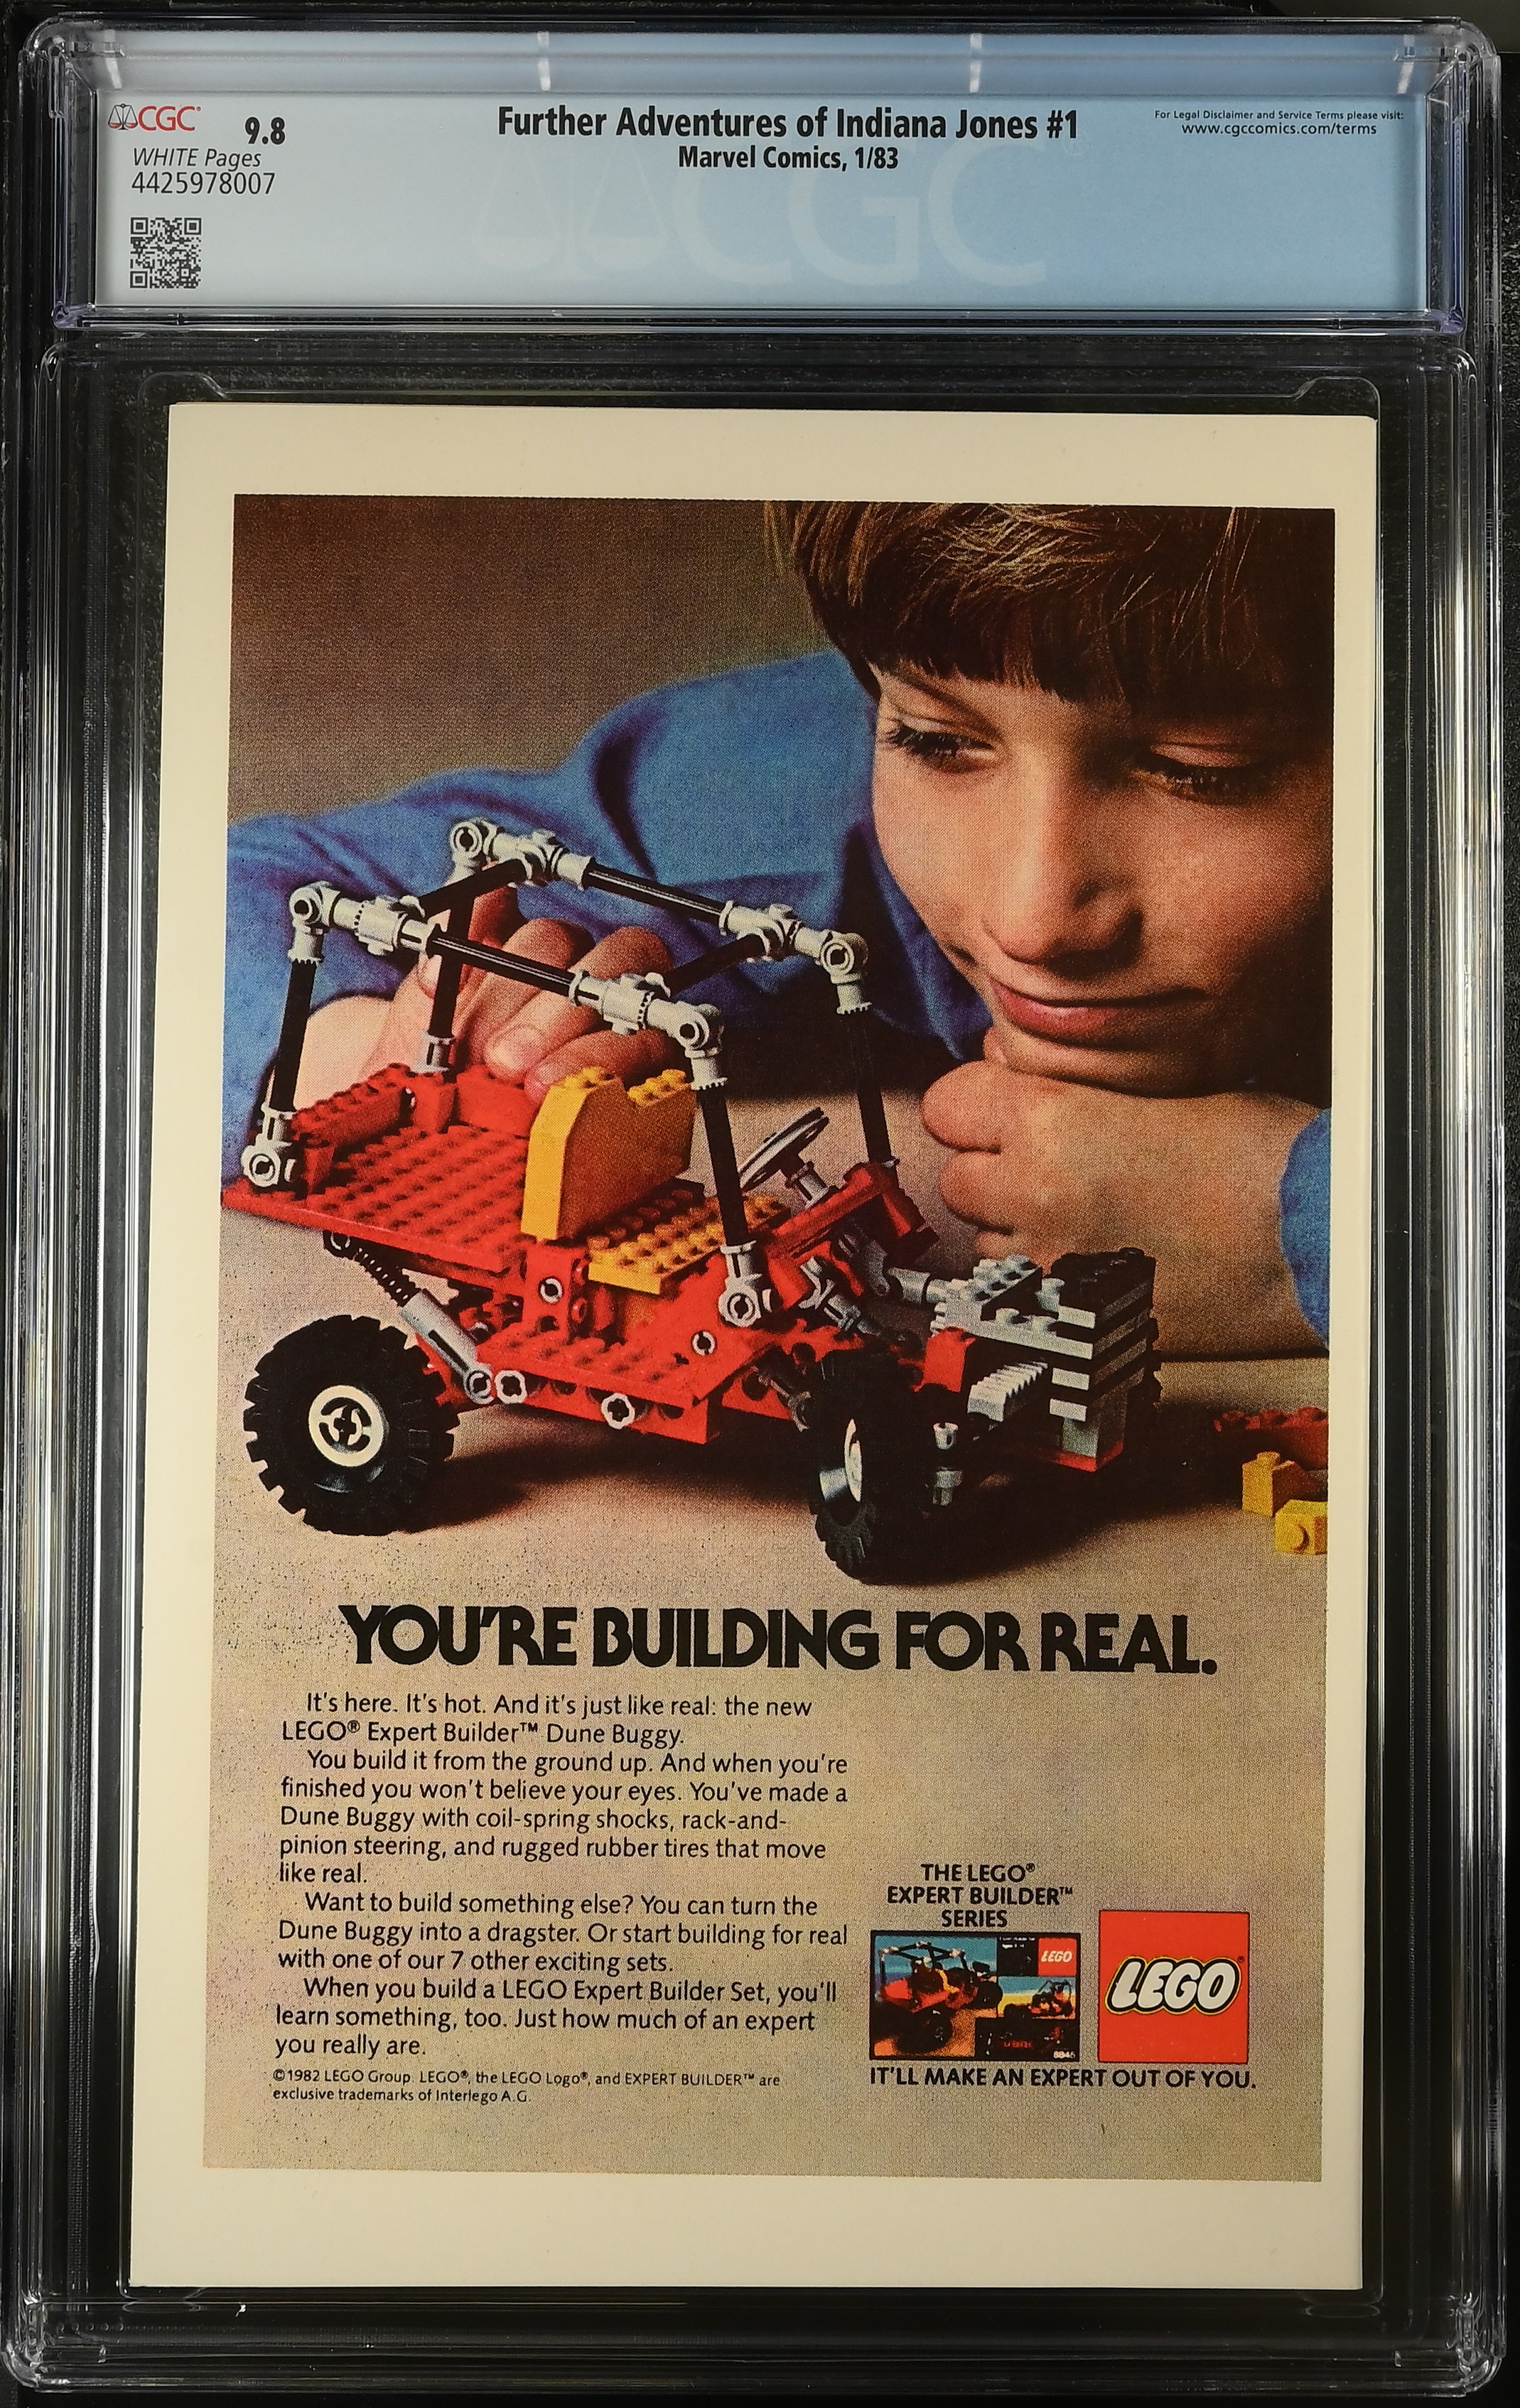 CGC®
9.8
WHITE Pages
4425978007
Further Adventures of Indiana Jones #1
Marvel Comics, 1/83
For Legal Disclaimer and Service Terms please visit:
www.cgccomics.com/terms
CGC
YOU'RE BUILDING FOR REAL.
It's here. It's hot. And it's just like real: the new
LEGO® Expert Builder™ Dune Buggy.
You build it from the ground up. And when you're
finished you won't believe your eyes. You've made a
Dune Buggy with coil-spring shocks, rack-and-
pinion steering, and rugged rubber tires that move
like real.
Want to build something else? You can turn the
Dune Buggy into a dragster. Or start building for real
with one of our 7 other exciting sets.
When you build a LEGO Expert Builder Set, you'll
learn something, too. Just how much of an expert
you really are.
©1982 LEGO Group. LEGO®, the LEGO Logo®, and EXPERT BUILDER™ are
exclusive trademarks of Interlego A.G.
THE LEGO®
EXPERT BUILDER™
SERIES
LEGO
8845
LEGO®
IT'LL MAKE AN EXPERT OUT OF YOU.